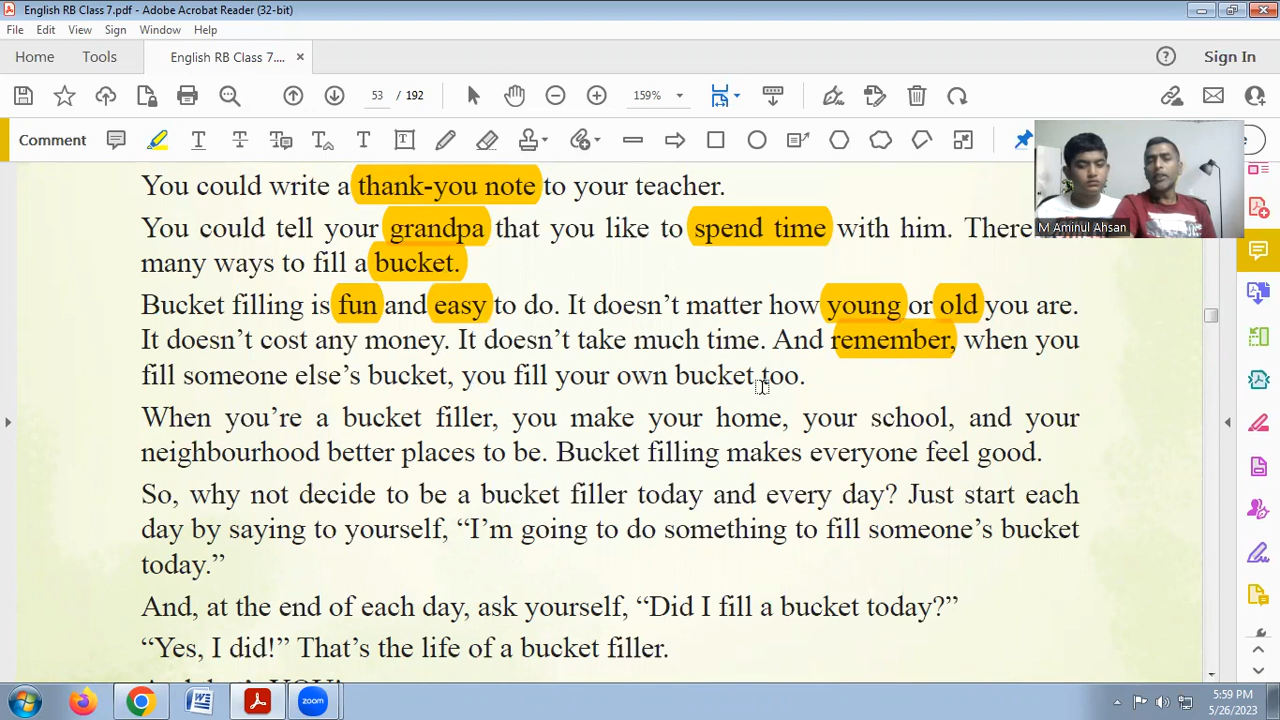 English RB Class 7.pdf - Adobe Acrobat Reader (32-bit)
File Edit View Sign Window Help
Home Tools English RB Class 7.... × Sign In
53 / 192 159%
Comment
M Aminul Ahsan
You could write a thank-you note to your teacher.
You could tell your grandpa that you like to spend time with him. There
many ways to fill a bucket.
Bucket filling is fun and easy to do. It doesn’t matter how young or old you are.
It doesn’t cost any money. It doesn’t take much time. And remember, when you
fill someone else’s bucket, you fill your own bucket too.
When you’re a bucket filler, you make your home, your school, and your
neighbourhood better places to be. Bucket filling makes everyone feel good.
So, why not decide to be a bucket filler today and every day? Just start each
day by saying to yourself, “I’m going to do something to fill someone’s bucket
today.”
And, at the end of each day, ask yourself, “Did I fill a bucket today?”
“Yes, I did!” That’s the life of a bucket filler.
zoom
5:59 PM
5/26/2023